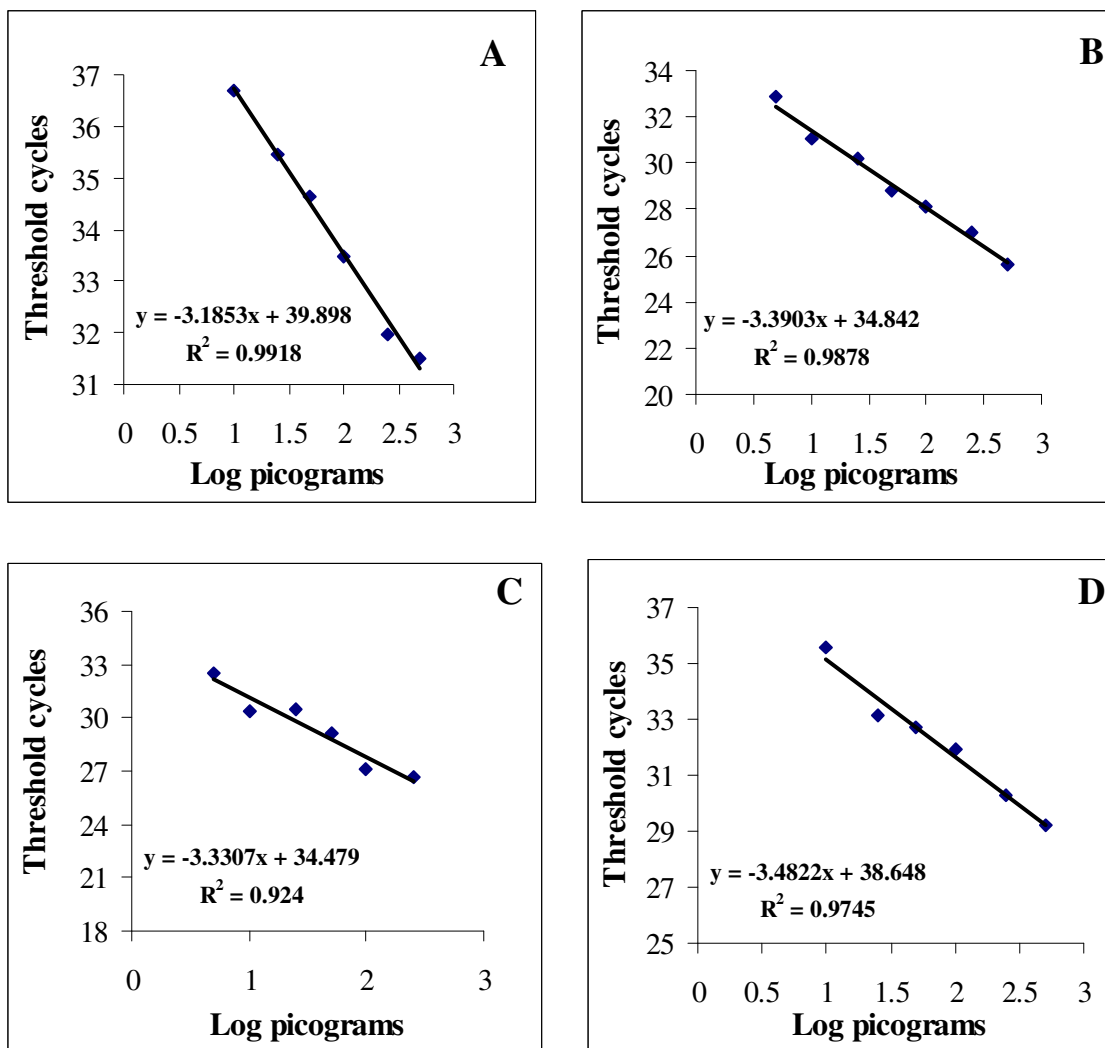 A
Threshold cycles
37
36
35
34
33
32
31
y = -3.1853x + 39.898
R² = 0.9918
0 0.5 1 1.5 2 2.5 3
Log picograms
B
Threshold cycles
34
32
30
28
26
24
22
20
y = -3.3903x + 34.842
R² = 0.9878
0 0.5 1 1.5 2 2.5 3
Log picograms
C
Threshold cycles
36
33
30
27
24
21
18
y = -3.3307x + 34.479
R² = 0.924
0 1 2 3
Log picograms
D
Threshold cycles
37
35
33
31
29
27
25
y = -3.4822x + 38.648
R² = 0.9745
0 0.5 1 1.5 2 2.5 3
Log picograms